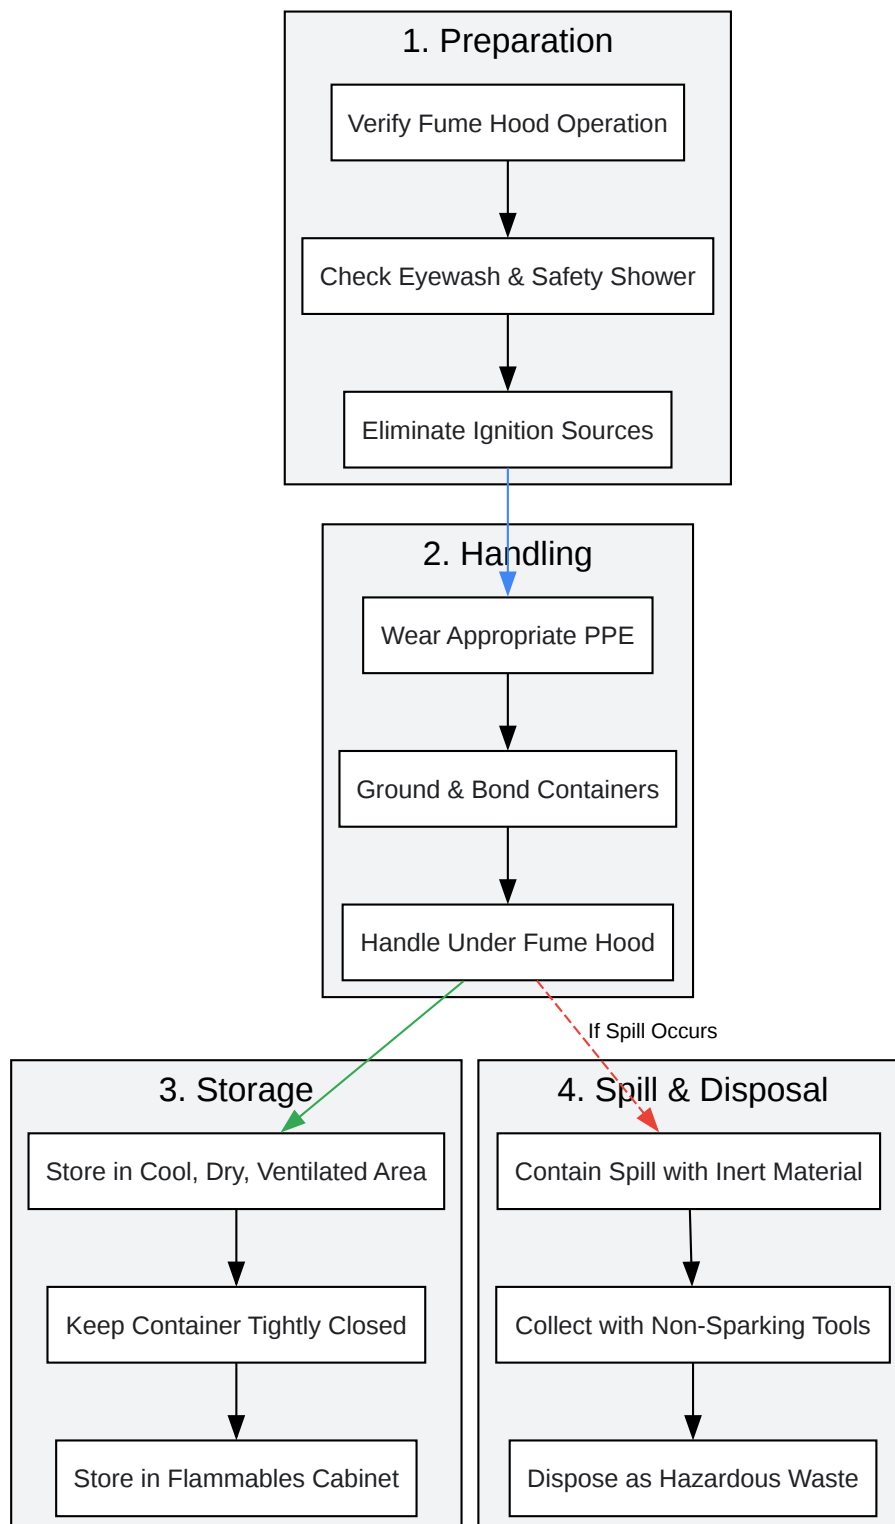 1. Preparation
Verify Fume Hood Operation
Check Eyewash & Safety Shower
Eliminate Ignition Sources
2. Handling
Wear Appropriate PPE
Ground & Bond Containers
Handle Under Fume Hood
If Spill Occurs
3. Storage
Store in Cool, Dry, Ventilated Area
Keep Container Tightly Closed
Store in Flammables Cabinet
4. Spill & Disposal
Contain Spill with Inert Material
Collect with Non-Sparking Tools
Dispose as Hazardous Waste